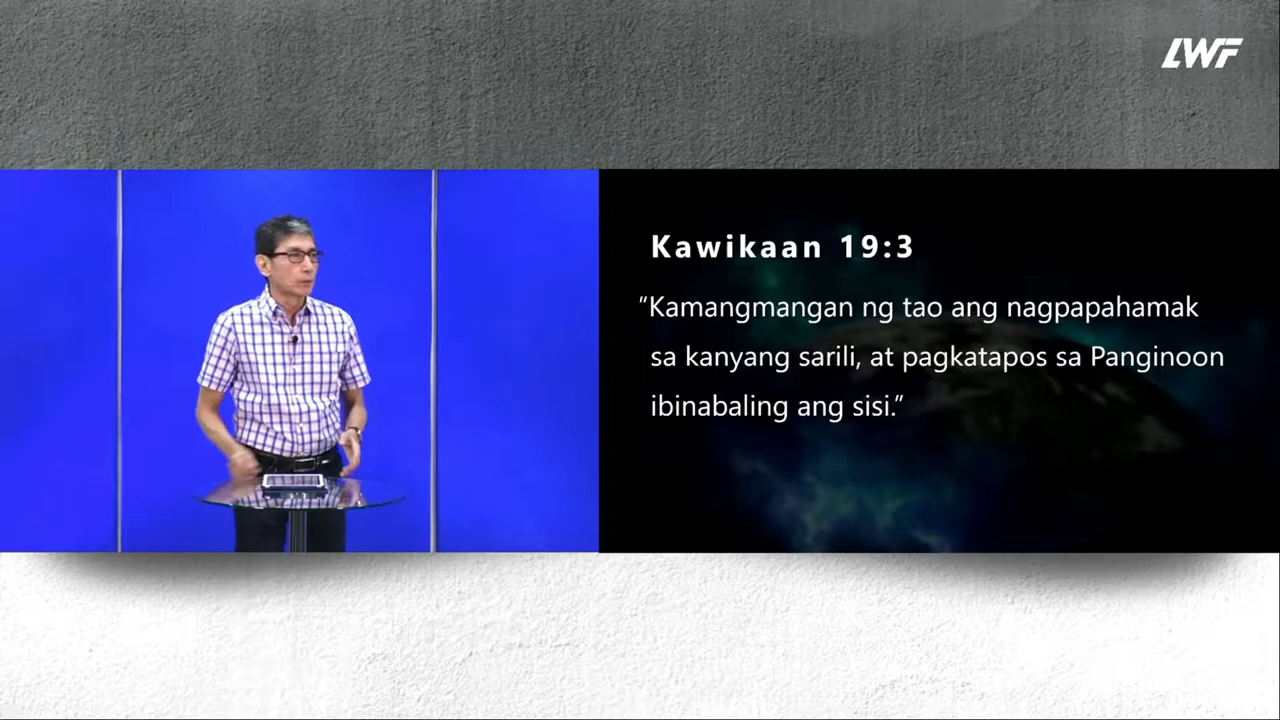 LWF
Kawikaan 19:3
“Kamangmangan ng tao ang nagpapahamak
sa kanyang sarili, at pagkatapos sa Panginoon
ibinabaling ang sisi.”